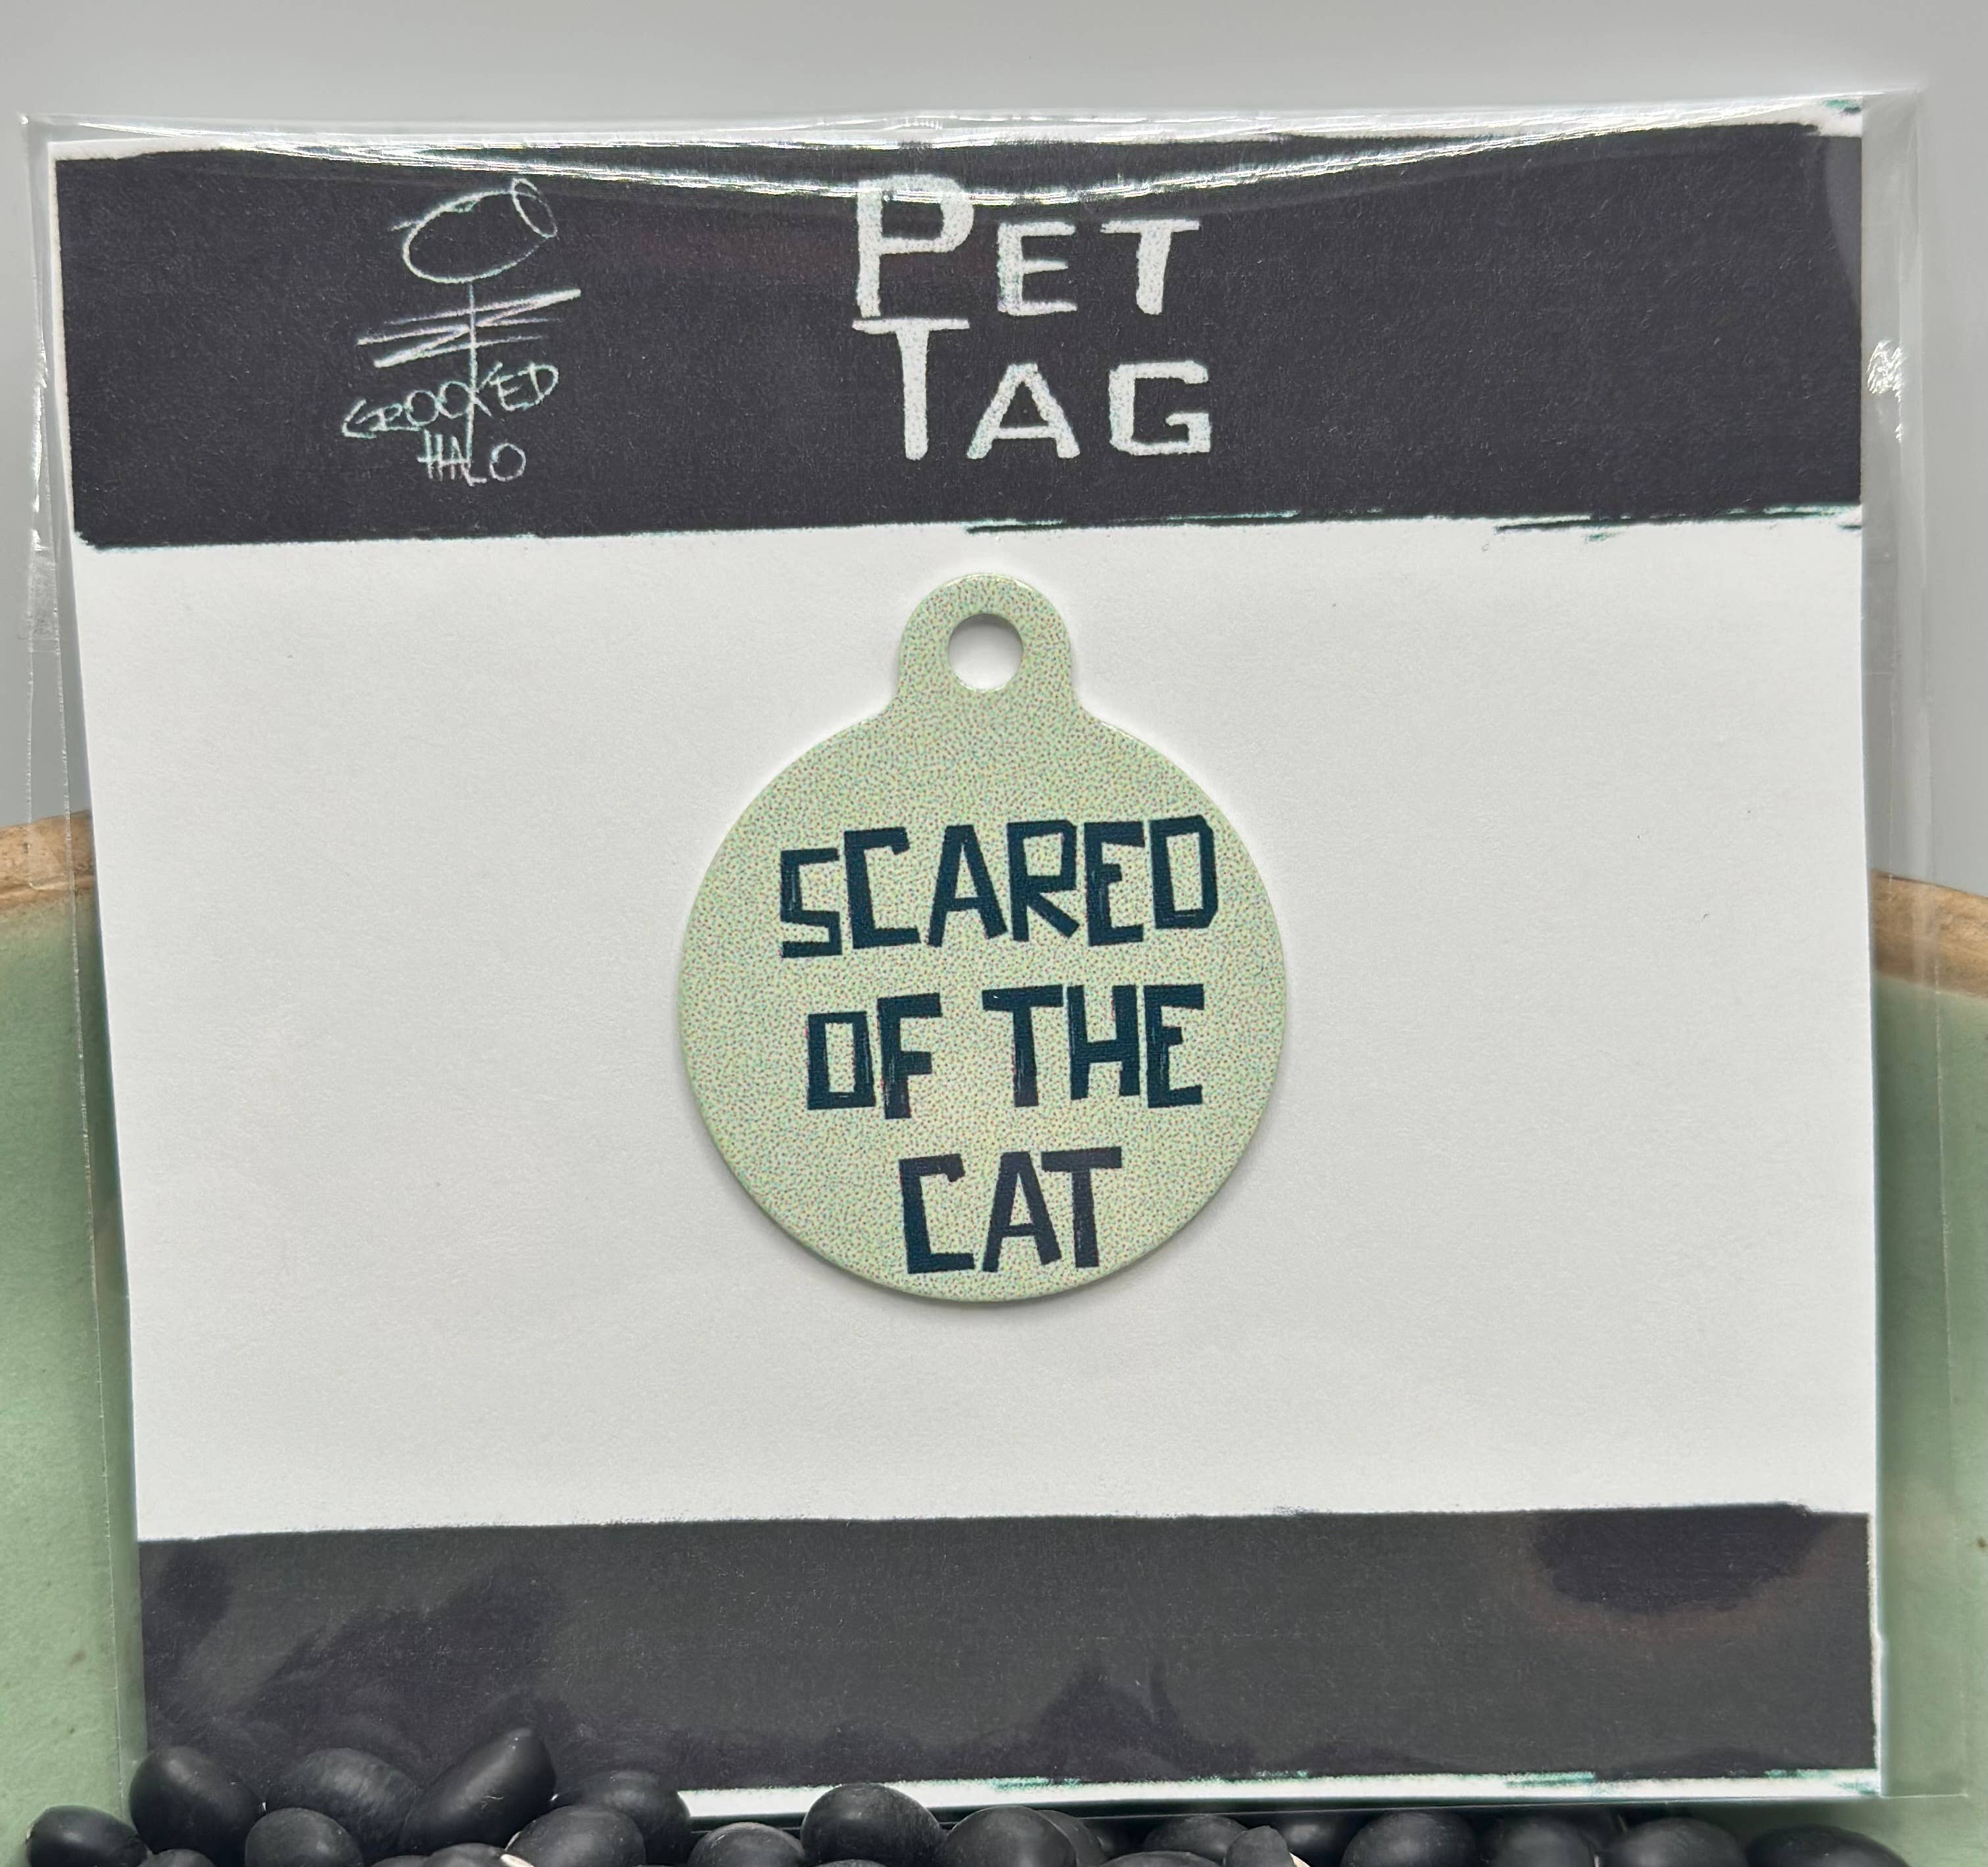 CROOKED
HALO
PET
TAG
SCARED
OF THE
CAT